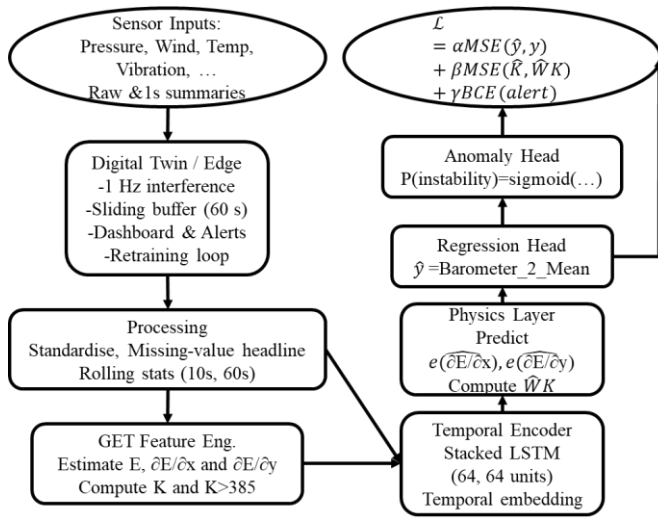 Sensor Inputs:
Pressure, Wind, Temp,
Vibration, …
Raw &1s summaries
Digital Twin / Edge
-1 Hz interference
-Sliding buffer (60 s)
-Dashboard & Alerts
-Retraining loop
Processing
Standardise, Missing-value headline
Rolling stats (10s, 60s)
GET Feature Eng.
Estimate E, ∂E/∂x and ∂E/∂y
Compute K and K>385
ℒ
= αMSE(ŷ, y)
+ βMSE(K̂, ŴK)
+ γBCE(alert)
Anomaly Head
P(instability)=sigmoid(…)
Regression Head
ŷ =Barometer_2_Mean
Physics Layer
Predict
e(∂E/∂x)̂, e(∂E/∂y)̂
Compute ŴK
Temporal Encoder
Stacked LSTM
(64, 64 units)
Temporal embedding